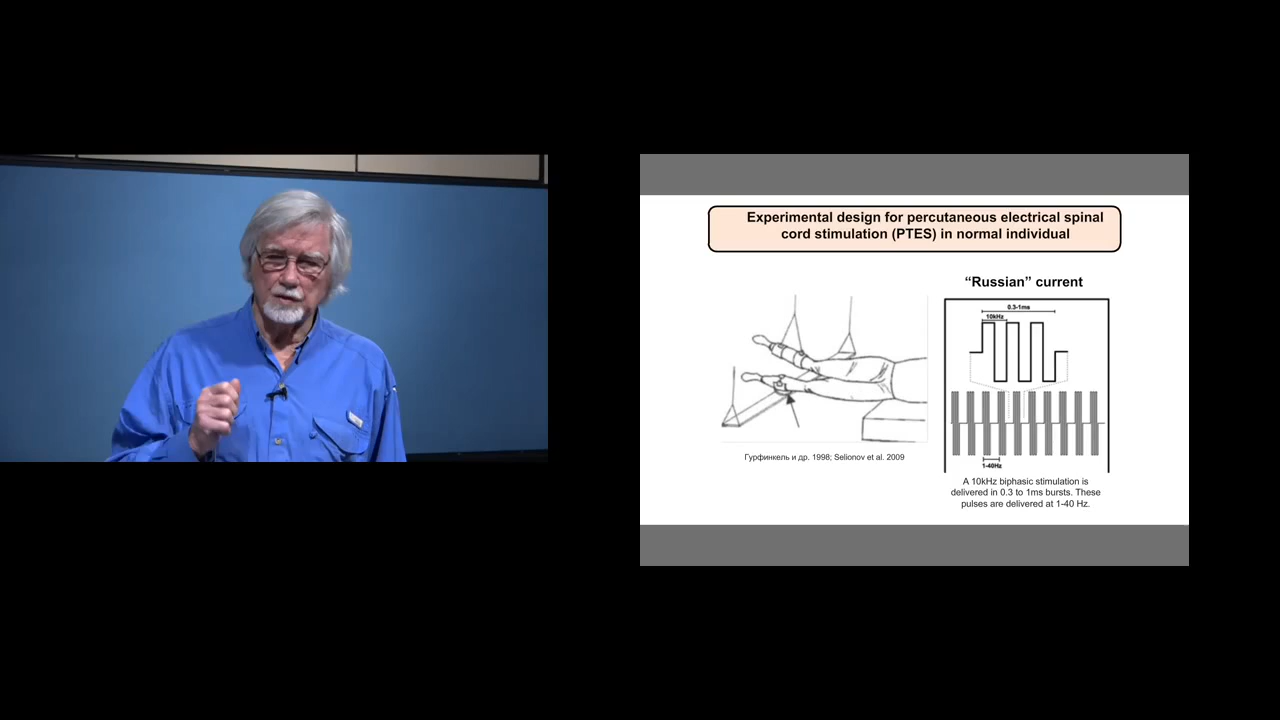 Experimental design for percutaneous electrical spinal
cord stimulation (PTES) in normal individual
“Russian” current
0.3-1ms
10kHz
1-40Hz
Гурфинкель и др. 1998; Selionov et al. 2009
A 10kHz biphasic stimulation is
delivered in 0.3 to 1ms bursts. These
pulses are delivered at 1-40 Hz.